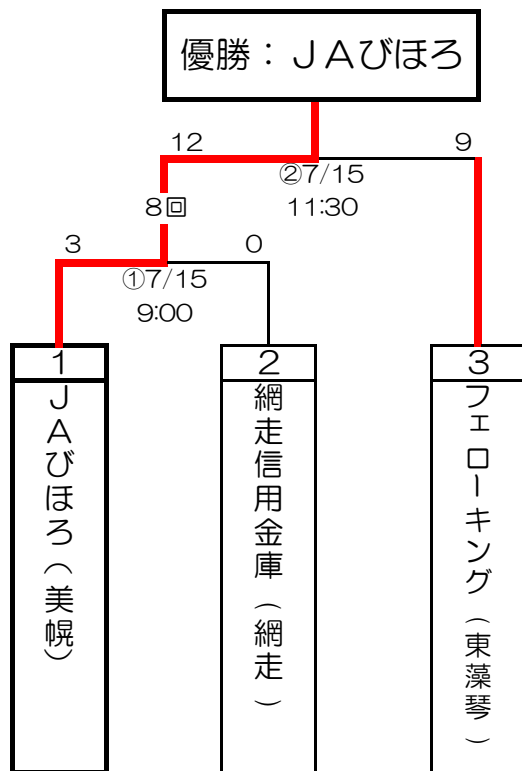 優勝：ＪＡびほろ
12
9
②7/15
11:30
8回
3
0
①7/15
9:00
1
2
3
ＪＡびほろ（美幌）
網走信用金庫（網走）
フェローキング（東藻琴）